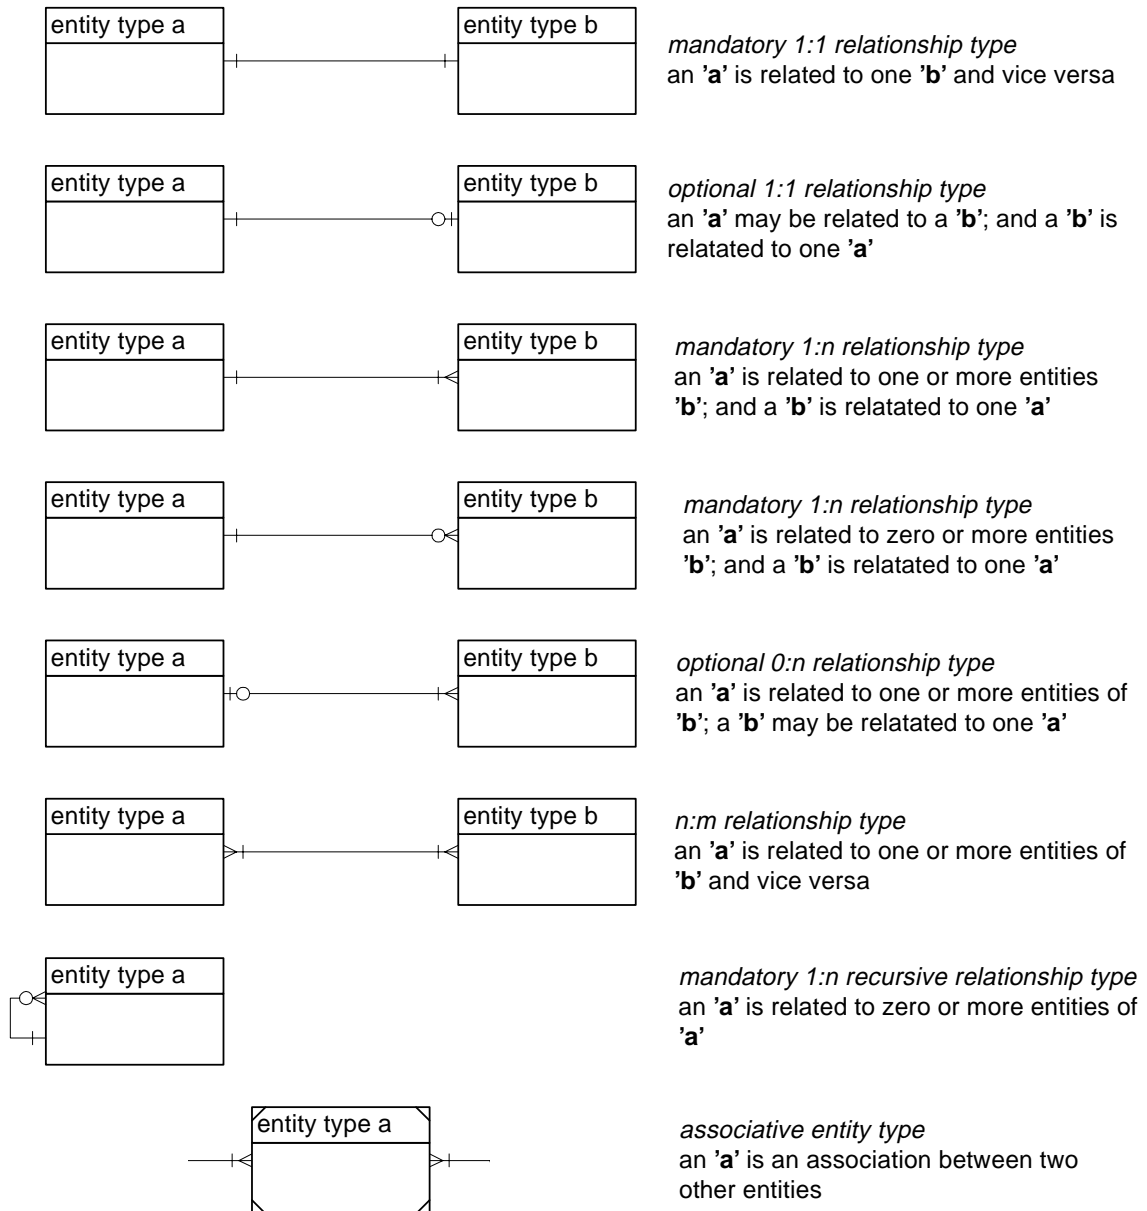 entity type a
entity type b
mandatory 1:1 relationship type
an ’a’ is related to one ’b’ and vice versa
entity type a
entity type b
optional 1:1 relationship type
an ’a’ may be related to a ’b’; and a ’b’ is
relatated to one ’a’
entity type a
entity type b
mandatory 1:n relationship type
an ’a’ is related to one or more entities
’b’; and a ’b’ is relatated to one ’a’
entity type a
entity type b
mandatory 1:n relationship type
an ’a’ is related to zero or more entities
’b’; and a ’b’ is relatated to one ’a’
entity type a
entity type b
optional 0:n relationship type
an ’a’ is related to one or more entities of
’b’; a ’b’ may be relatated to one ’a’
entity type a
entity type b
n:m relationship type
an ’a’ is related to one or more entities of
’b’ and vice versa
entity type a
mandatory 1:n recursive relationship type
an ’a’ is related to zero or more entities of
’a’
entity type a
associative entity type
an ’a’ is an association between two
other entities